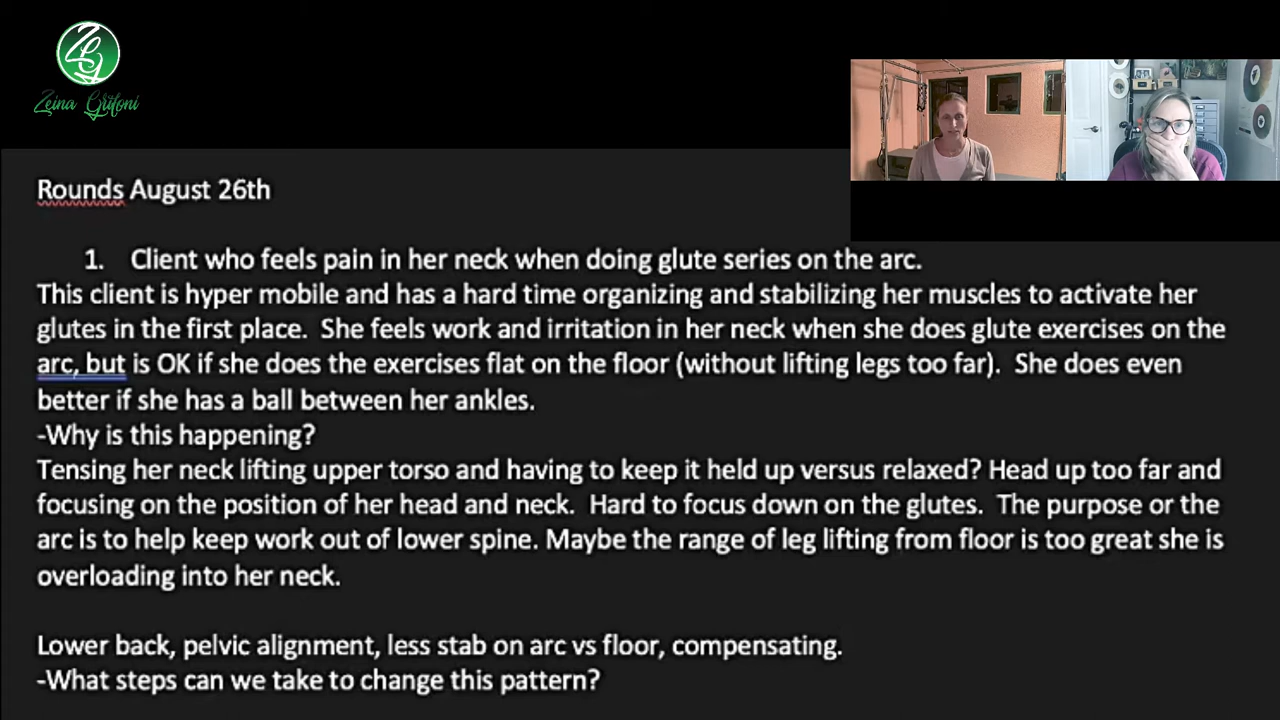 ZG
Zeina Grifoni
Rounds August 26th
1. Client who feels pain in her neck when doing glute series on the arc.
This client is hyper mobile and has a hard time organizing and stabilizing her muscles to activate her
glutes in the first place. She feels work and irritation in her neck when she does glute exercises on the
arc, but is OK if she does the exercises flat on the floor (without lifting legs too far). She does even
better if she has a ball between her ankles.
-Why is this happening?
Tensing her neck lifting upper torso and having to keep it held up versus relaxed? Head up too far and
focusing on the position of her head and neck. Hard to focus down on the glutes. The purpose or the
arc is to help keep work out of lower spine. Maybe the range of leg lifting from floor is too great she is
overloading into her neck.
Lower back, pelvic alignment, less stab on arc vs floor, compensating.
-What steps can we take to change this pattern?